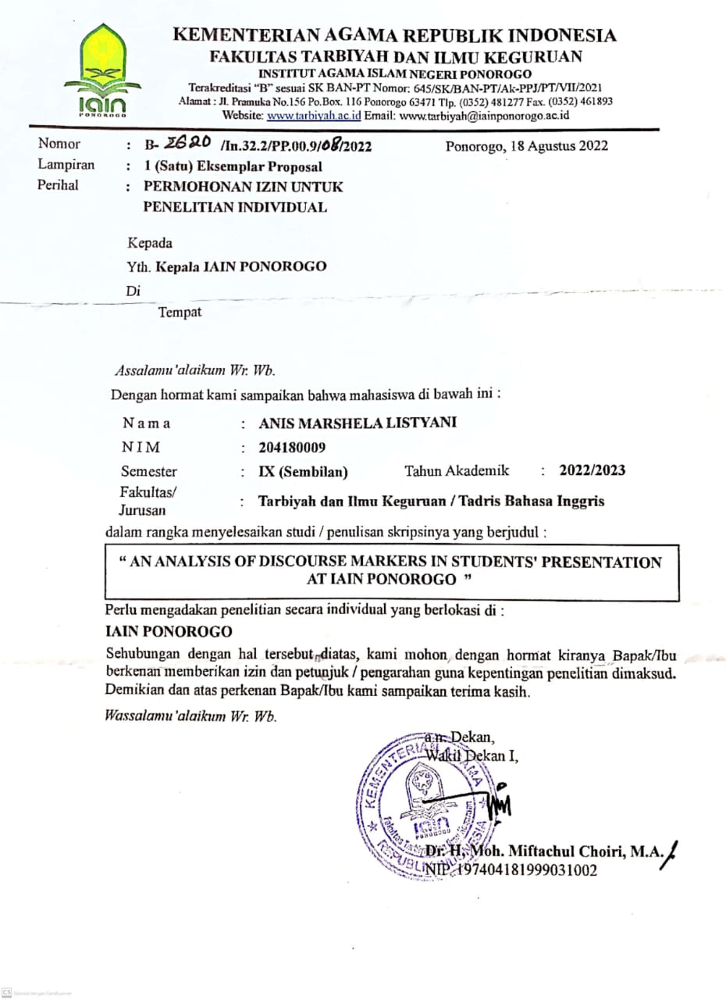 KEMENTERIAN AGAMA REPUBLIK INDONESIA
FAKULTAS TARBIYAH DAN ILMU KEGURUAN
INSTITUT AGAMA ISLAM NEGERI PONOROGO
Terakreditasi “B” sesuai SK BAN-PT Nomor: 645/SK/BAN-PT/Ak-PPJ/PT/VII/2021
Alamat : Jl. Pramuka No.156 Po.Box. 116 Ponorogo 63471 Tlp. (0352) 481277 Fax. (0352) 461893
Website: www.tarbiyah.ac.id Email: www.tarbiyah@iainponorogo.ac.id
iain
PONOROGO
Nomor : B- /In.32.2/PP.00.9/08/2022 Ponorogo, 18 Agustus 2022
Lampiran : 1 (Satu) Eksemplar Proposal
Perihal : PERMOHONAN IZIN UNTUK
PENELITIAN INDIVIDUAL
Kepada
Yth. Kepala IAIN PONOROGO
Di
Tempat
Assalamu'alaikum Wr. Wb.
Dengan hormat kami sampaikan bahwa mahasiswa di bawah ini :
N a m a : ANIS MARSHELA LISTYANI
N I M : 204180009
Semester : IX (Sembilan) Tahun Akademik : 2022/2023
Fakultas/
Jurusan : Tarbiyah dan Ilmu Keguruan / Tadris Bahasa Inggris
dalam rangka menyelesaikan studi / penulisan skripsinya yang berjudul :
“ AN ANALYSIS OF DISCOURSE MARKERS IN STUDENTS' PRESENTATION
AT IAIN PONOROGO ”
Perlu mengadakan penelitian secara individual yang berlokasi di :
IAIN PONOROGO
Sehubungan dengan hal tersebut diatas, kami mohon dengan hormat kiranya Bapak/Ibu
berkenan memberikan izin dan petunjuk / pengarahan guna kepentingan penelitian dimaksud.
Demikian dan atas perkenan Bapak/Ibu kami sampaikan terima kasih.
Wassalamu'alaikum Wr. Wb.
a.n. Dekan,
Wakil Dekan I,
KEMENTERIAN AGAMA
iain
PONOROGO
REPUBLIK INDONESIA
Dr. H. Moh. Miftachul Choiri, M.A.
NIP. 197404181999031002
CS Dipindai dengan CamScanner